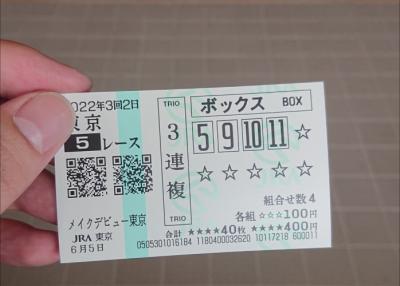 2022年3回2日
東京
5レース
メイクデビュー東京
JRA 東京
6月5日
TRIO
3連複
TRIO
ボックス BOX
5 9 10 11 ☆
☆ ☆ ☆ ☆ ☆
組合せ数4
各組 ☆☆☆100円
合計 ★★★★40枚 ★★★★400円
0505301016184 1180400032620 10117218 600011